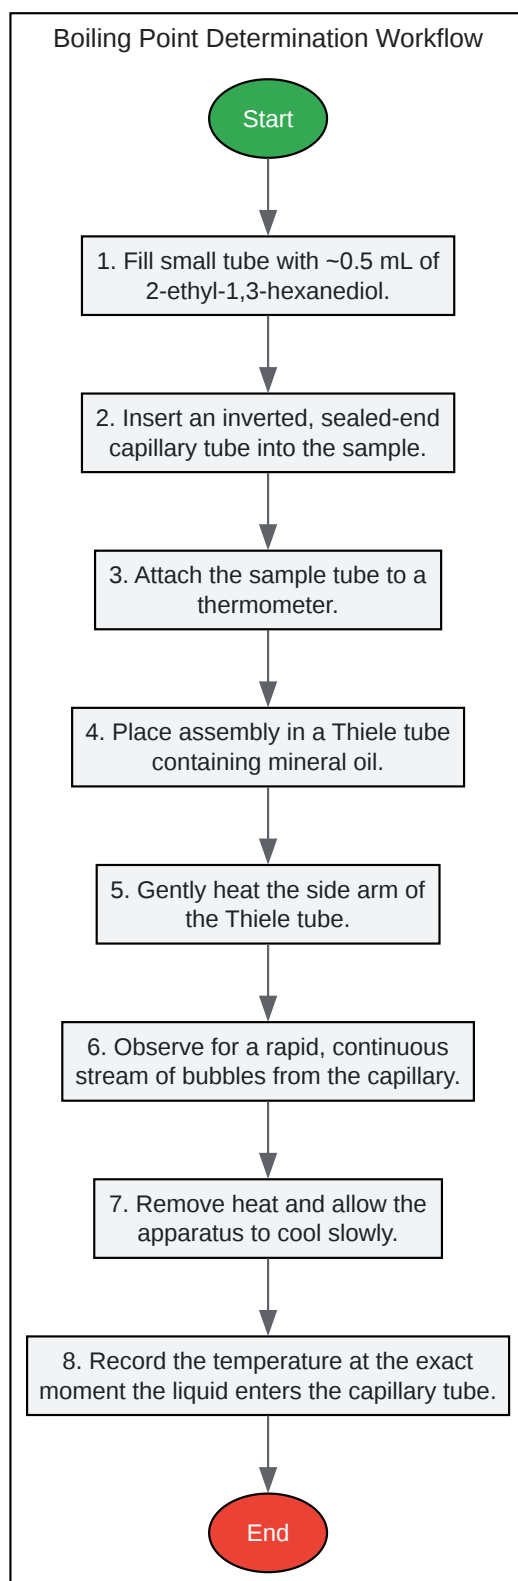 Boiling Point Determination Workflow
Start
1. Fill small tube with ~0.5 mL of
2-ethyl-1,3-hexanediol.
2. Insert an inverted, sealed-end
capillary tube into the sample.
3. Attach the sample tube to a
thermometer.
4. Place assembly in a Thiele tube
containing mineral oil.
5. Gently heat the side arm of
the Thiele tube.
6. Observe for a rapid, continuous
stream of bubbles from the capillary.
7. Remove heat and allow the
apparatus to cool slowly.
8. Record the temperature at the exact
moment the liquid enters the capillary tube.
End